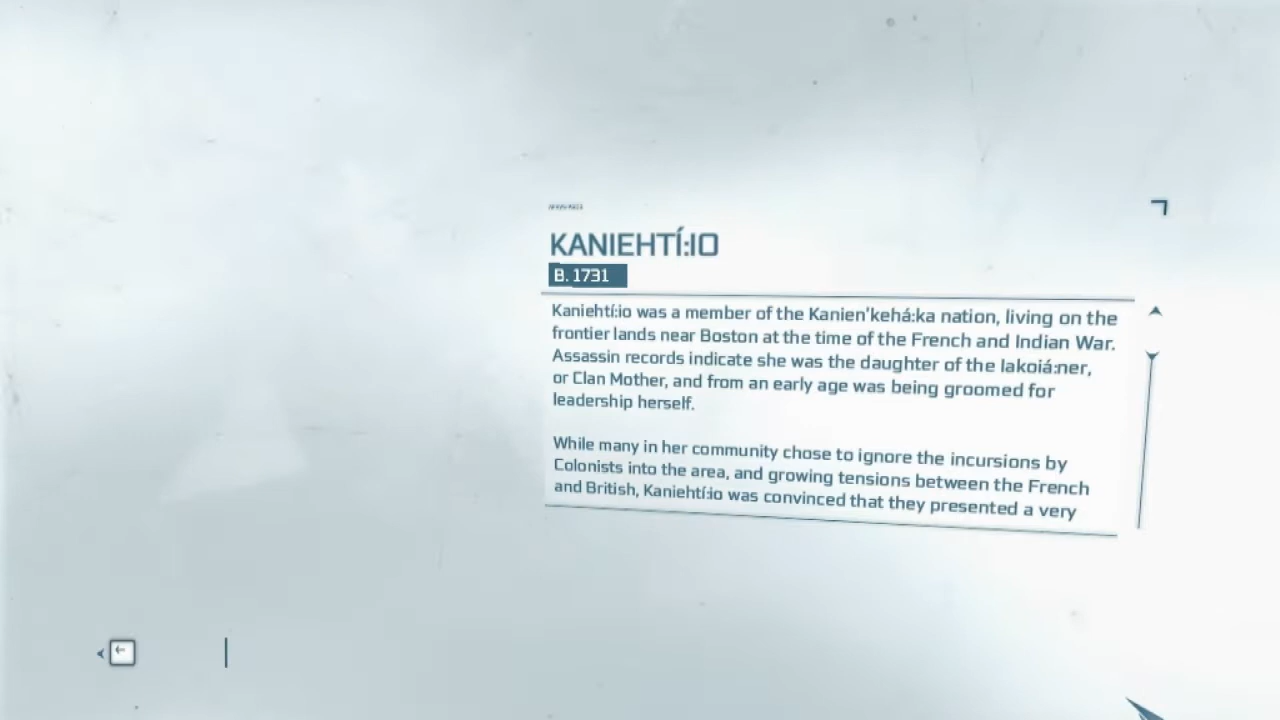 KANIEHTÍ:IO
B. 1731
Kaniehtí:io was a member of the Kanien'kehá:ka nation, living on the
frontier lands near Boston at the time of the French and Indian War.
Assassin records indicate she was the daughter of the Iakoiá:ner,
or Clan Mother, and from an early age was being groomed for
leadership herself.
While many in her community chose to ignore the incursions by
Colonists into the area, and growing tensions between the French
and British, Kaniehtí:io was convinced that they presented a very